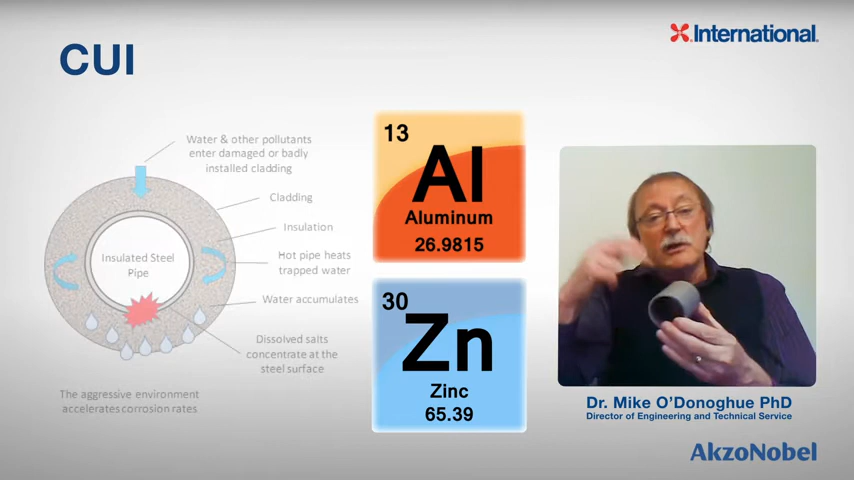 CUI
International
Water & other pollutants
enter damaged or badly
installed cladding
Cladding
Insulation
Hot pipe heats
trapped water
Water accumulates
Dissolved salts
concentrate at the
steel surface
Insulated Steel
Pipe
The aggressive environment
accelerates corrosion rates
13
Al
Aluminum
26.9815
30
Zn
Zinc
65.39
Dr. Mike O'Donoghue PhD
Director of Engineering and Technical Service
AkzoNobel